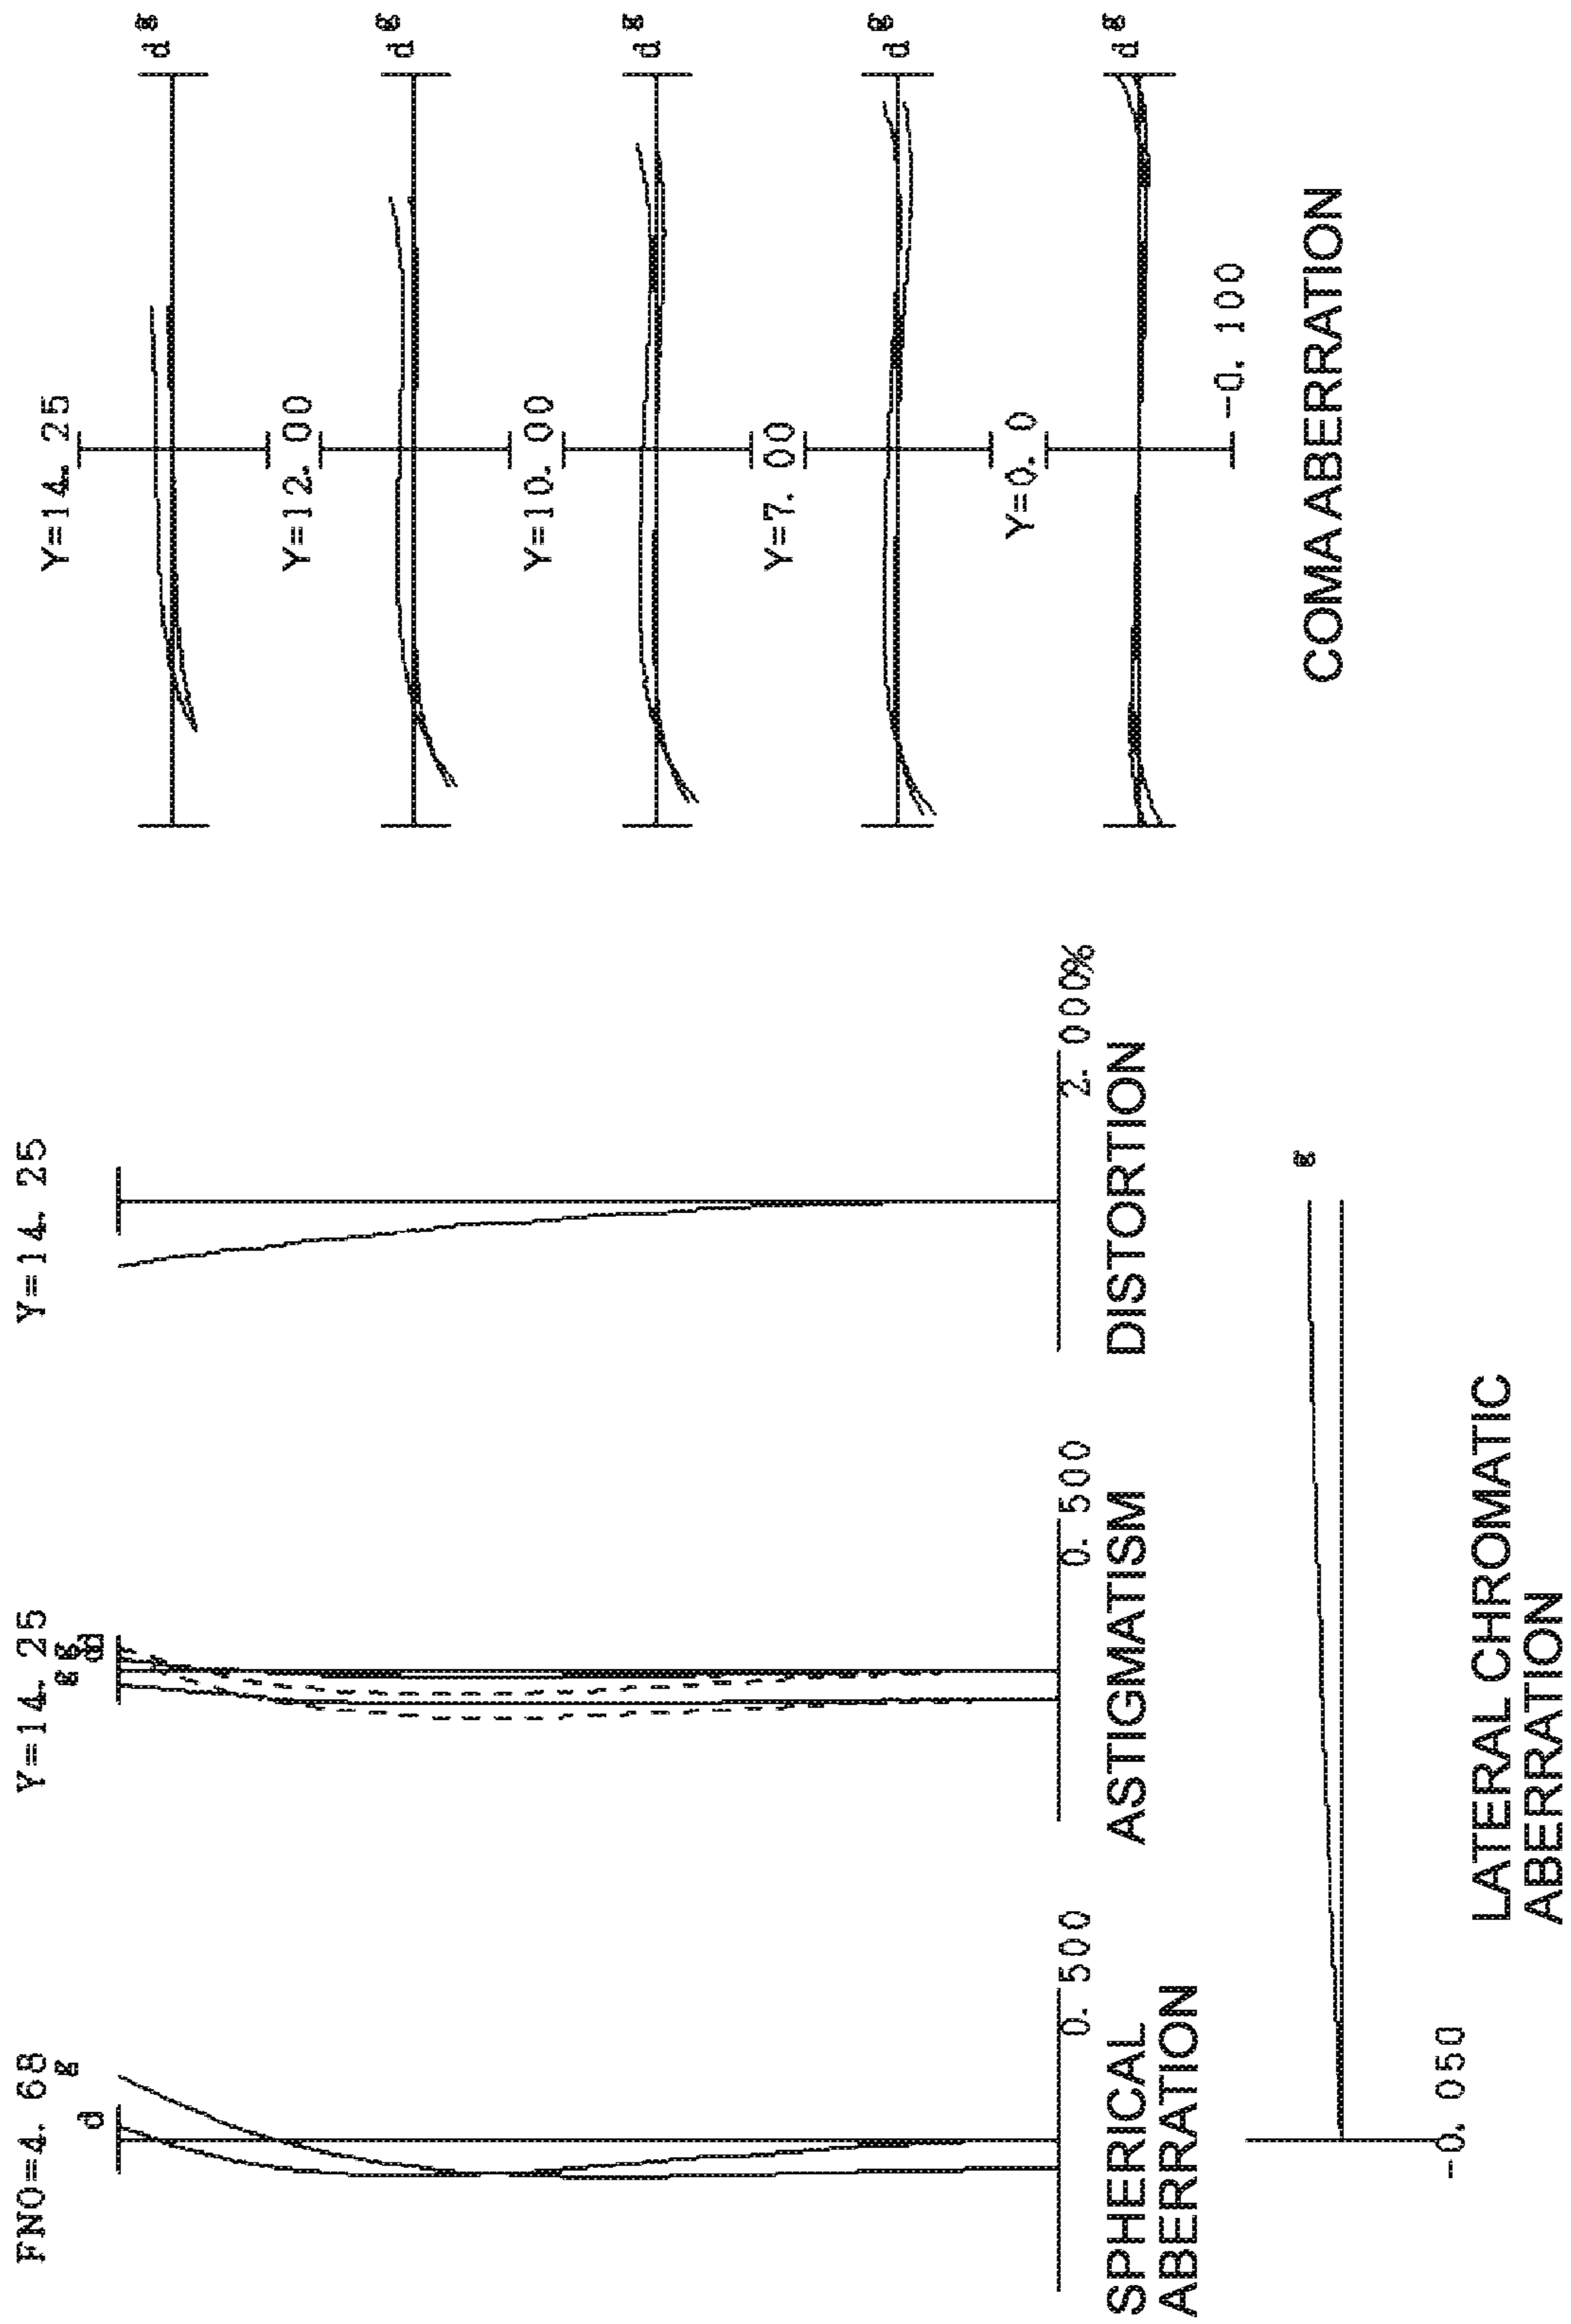 FNO=4. 68
g
d
0. 500
SPHERICAL
ABERRATION
Y=14. 25
g g
d
d
0. 500
ASTIGMATISM
Y=14. 25
2. 000%
DISTORTION
g
-0. 050
LATERAL CHROMATIC
ABERRATION
Y=14. 25
d g
Y=12. 00
d g
Y=10. 00
d g
Y=7. 00
d g
Y=0. 0
d g
-0. 100
COMA ABERRATION